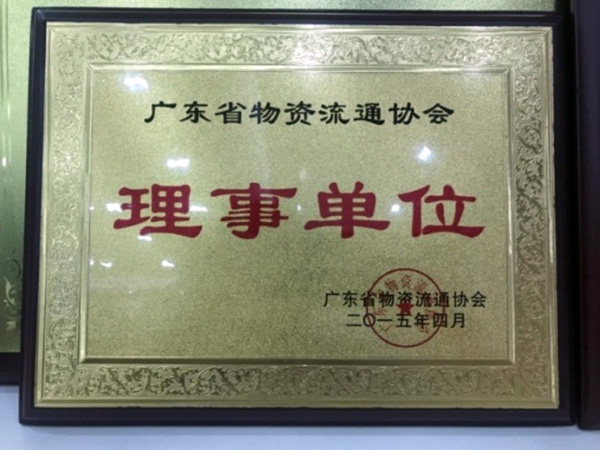 广东省物资流通协会
理事单位
广东省物资流通协会
二〇一五年四月